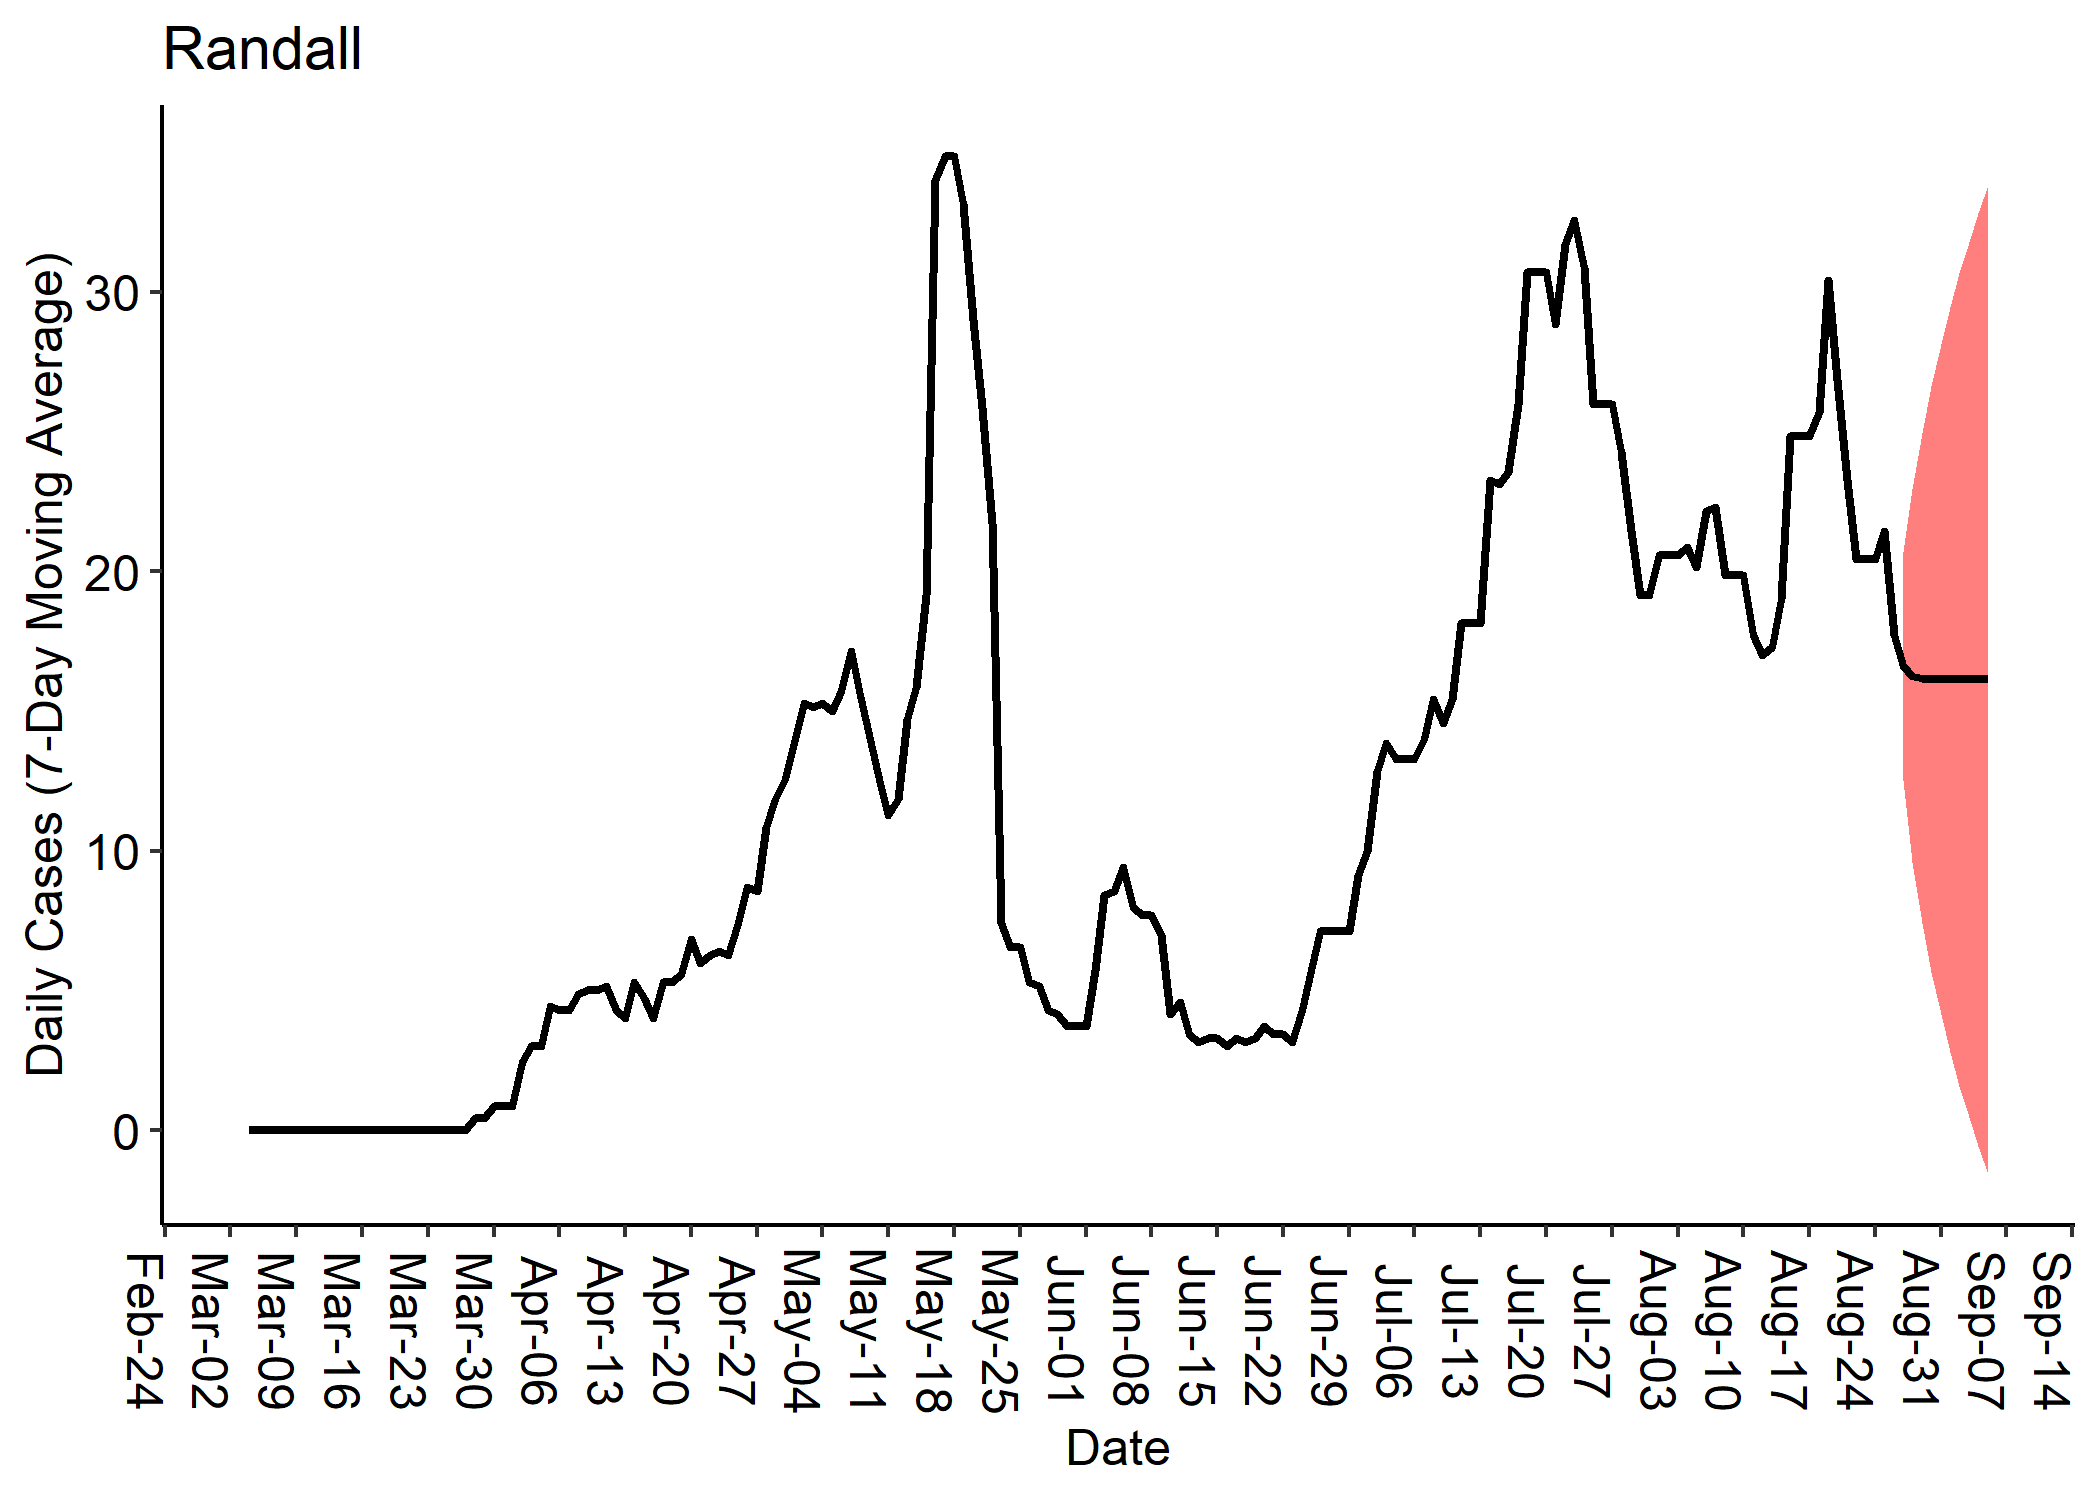 Randall
Daily Cases (7-Day Moving Average)
30
20
10
0
Feb-24
Mar-02
Mar-09
Mar-16
Mar-23
Mar-30
Apr-06
Apr-13
Apr-20
Apr-27
May-04
May-11
May-18
May-25
Jun-01
Jun-08
Jun-15
Jun-22
Jun-29
Jul-06
Jul-13
Jul-20
Jul-27
Aug-03
Aug-10
Aug-17
Aug-24
Aug-31
Sep-07
Sep-14
Date